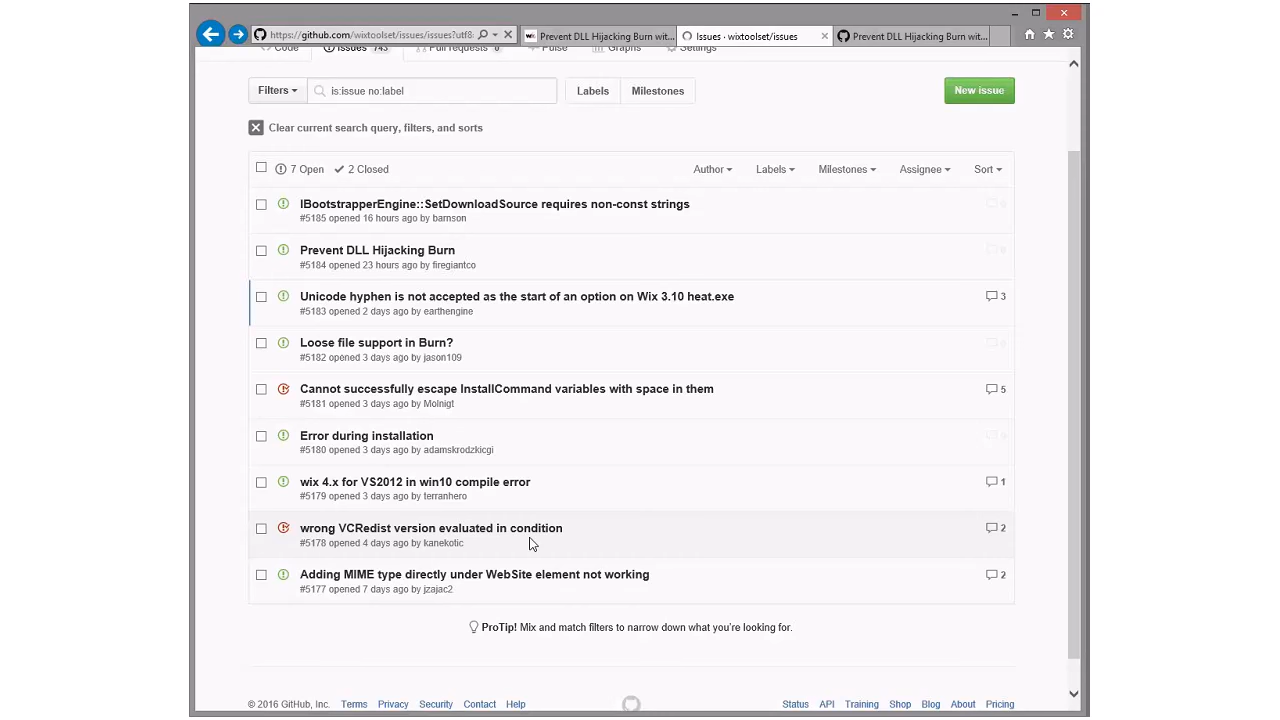 https://github.com/wixtoolset/issues/issues?utf8
Prevent DLL Hijacking Burn wit...
Issues · wixtoolset/issues
Prevent DLL Hijacking Burn wit...
Code
Issues 743
Pull requests 0
Pulse
Graphs
Settings
Filters
is:issue no:label
Labels
Milestones
New issue
Clear current search query, filters, and sorts
7 Open
2 Closed
Author
Labels
Milestones
Assignee
Sort
IBootstrapperEngine::SetDownloadSource requires non-const strings
#5185 opened 16 hours ago by barnson
0
Prevent DLL Hijacking Burn
#5184 opened 23 hours ago by firegiantco
0
Unicode hyphen is not accepted as the start of an option on Wix 3.10 heat.exe
3
#5183 opened 2 days ago by earthengine
Loose file support in Burn?
0
#5182 opened 3 days ago by jason109
Cannot successfully escape InstallCommand variables with space in them
5
#5181 opened 3 days ago by Molnigt
Error during installation
0
#5180 opened 3 days ago by adamskrodzkicgi
wix 4.x for VS2012 in win10 compile error
1
#5179 opened 3 days ago by terranhero
wrong VCRedist version evaluated in condition
2
#5178 opened 4 days ago by kanekotic
Adding MIME type directly under WebSite element not working
2
#5177 opened 7 days ago by jzajac2
ProTip! Mix and match filters to narrow down what you're looking for.
© 2016 GitHub, Inc.
Terms
Privacy
Security
Contact
Help
Status
API
Training
Shop
Blog
About
Pricing